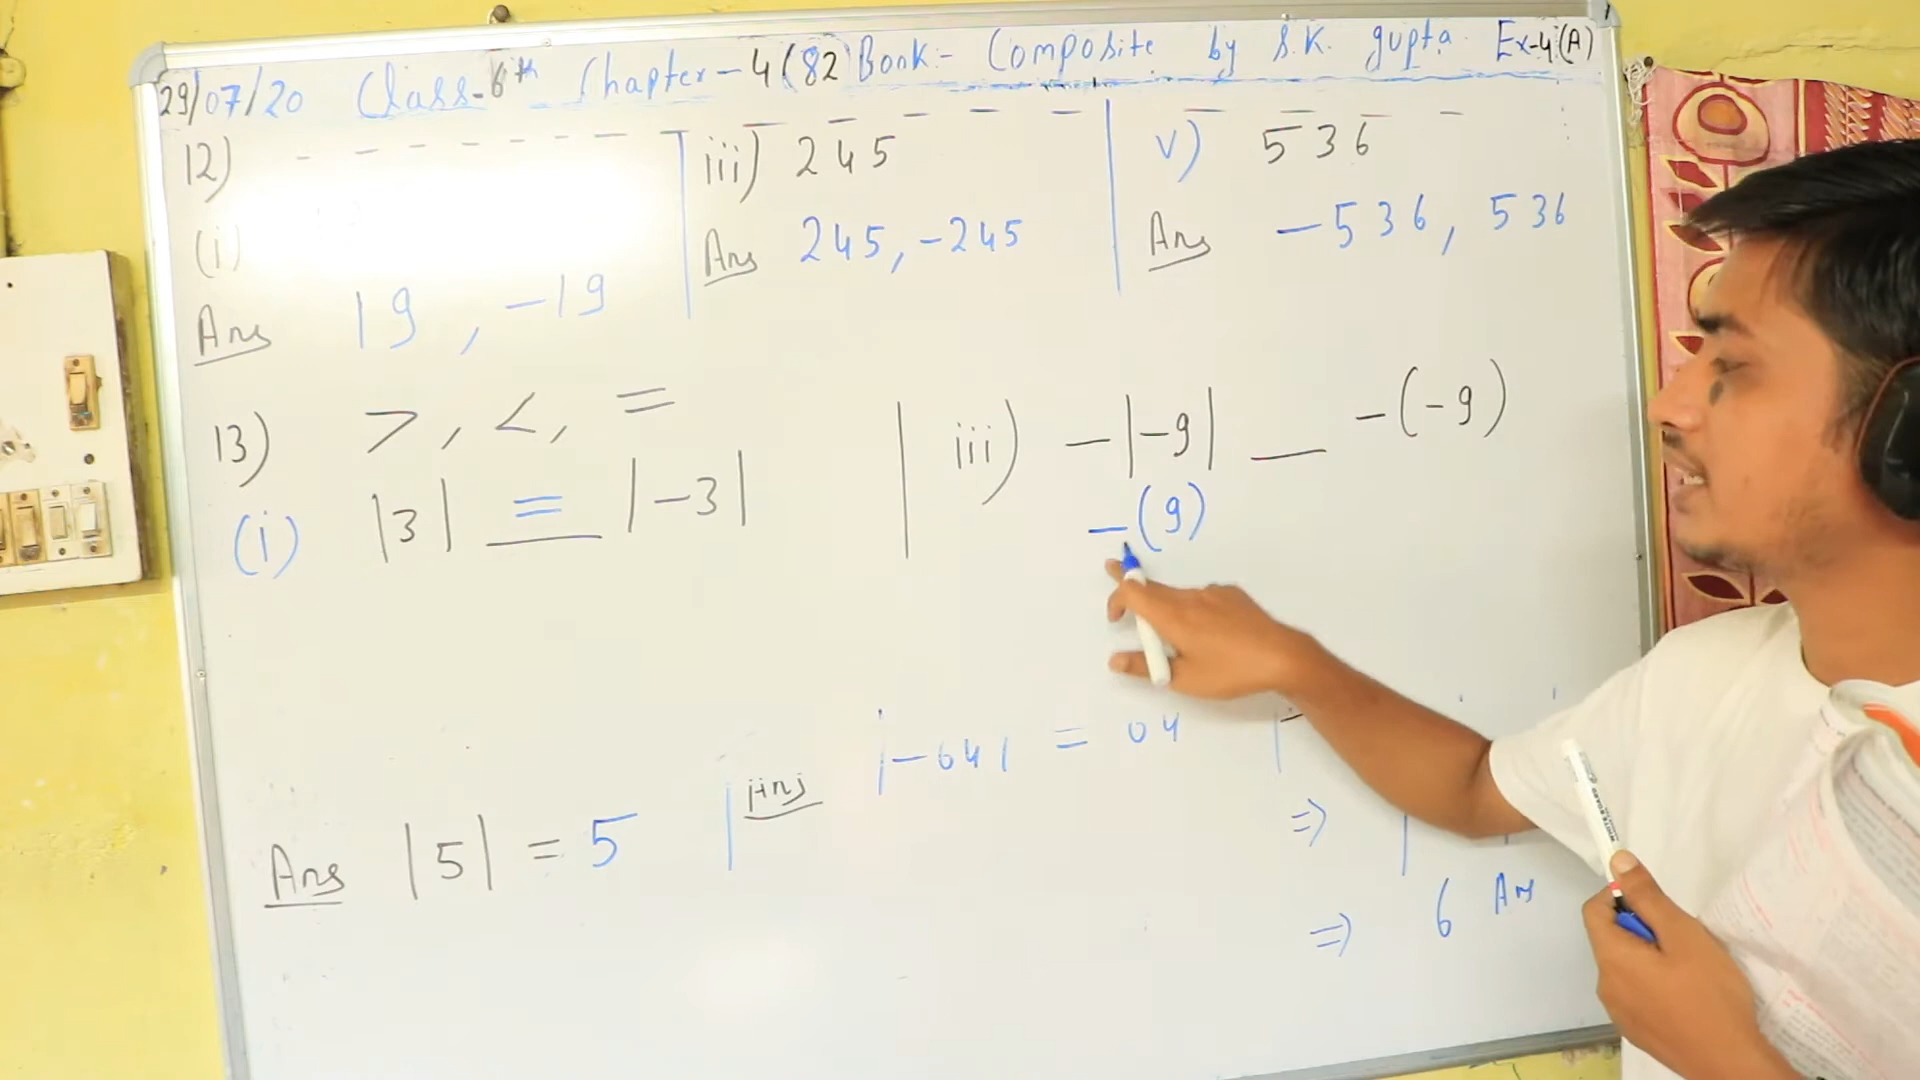 29/07/20 Class-6th Chapter-4(82) Book- Composite by S.K. gupta Ex-4(A)
12)
(i)
Ans 19, -19
iii) 245
Ans 245, -245
v) 536
Ans -536, 536
13) >, <, =
(i) |3| = |-3|
iii) -|-9| __ -(-9)
-(9)
Ans |5| = 5
|-64| =
⇒
⇒ 6 Ans